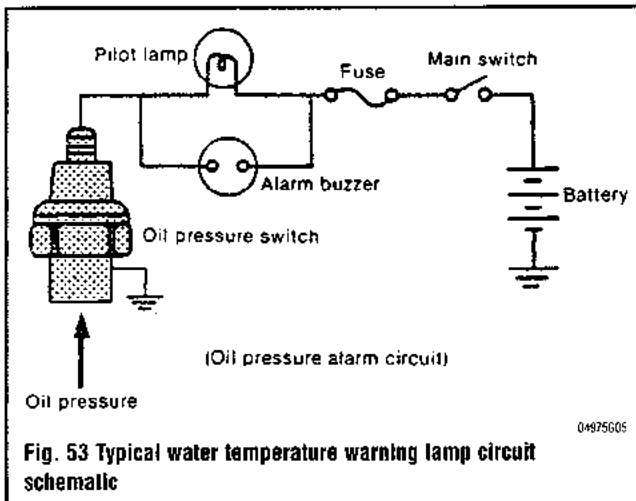 Pilot lamp
Fuse
Main switch
Alarm buzzer
Battery
Oil pressure switch
(Oil pressure alarm circuit)
Oil pressure
04975G05
Fig. 53 Typical water temperature warning lamp circuit
schematic